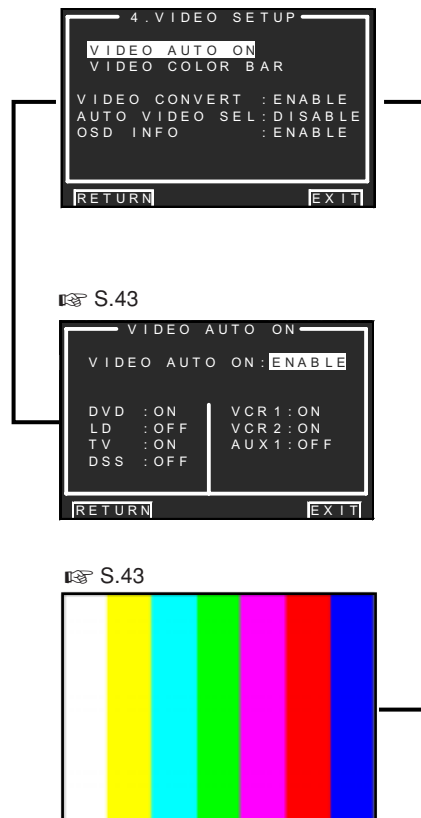 4.VIDEO SETUP
VIDEO AUTO ON
VIDEO COLOR BAR
VIDEO CONVERT :ENABLE
AUTO VIDEO SEL:DISABLE
OSD INFO :ENABLE
RETURN EXIT
☞ S.43
VIDEO AUTO ON
VIDEO AUTO ON:ENABLE
DVD :ON VCR1:ON
LD :OFF VCR2:ON
TV :ON AUX1:OFF
DSS :OFF
RETURN EXIT
☞ S.43